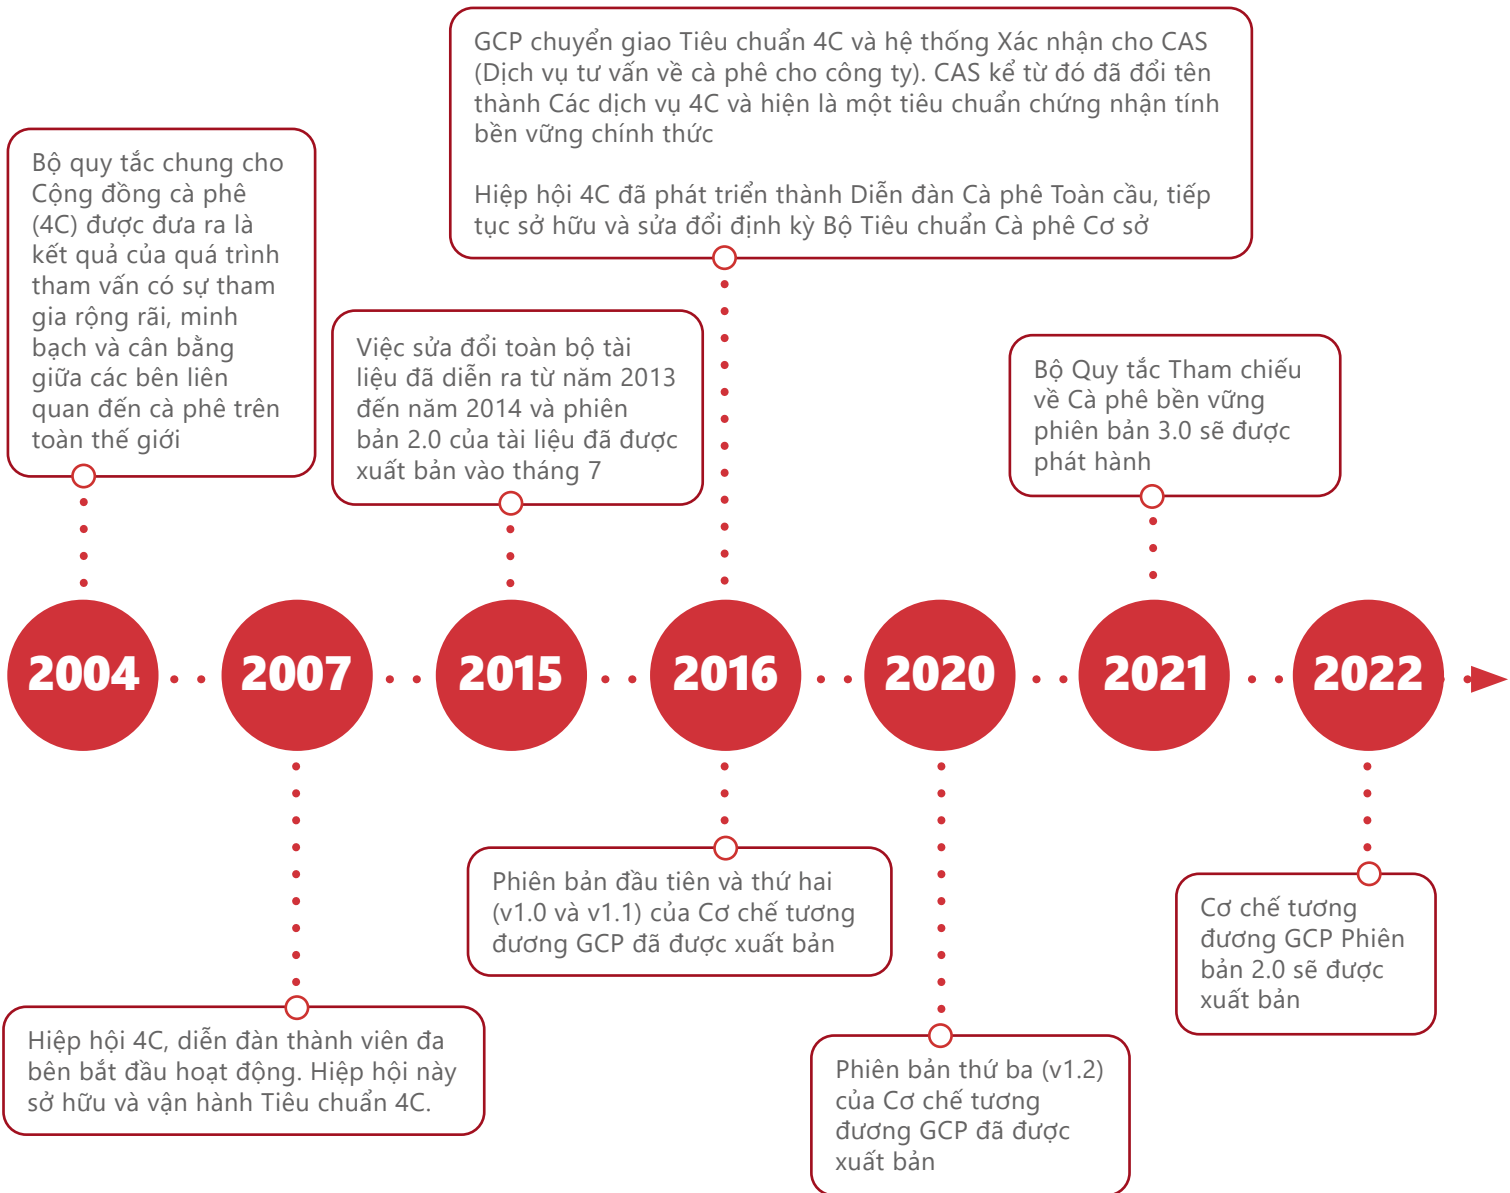 GCP chuyển giao Tiêu chuẩn 4C và hệ thống Xác nhận cho CAS
(Dịch vụ tư vấn về cà phê cho công ty). CAS kể từ đó đã đổi tên
thành Các dịch vụ 4C và hiện là một tiêu chuẩn chứng nhận tính
bền vững chính thức
Hiệp hội 4C đã phát triển thành Diễn đàn Cà phê Toàn cầu, tiếp
tục sở hữu và sửa đổi định kỳ Bộ Tiêu chuẩn Cà phê Cơ sở
Bộ quy tắc chung cho
Cộng đồng cà phê
(4C) được đưa ra là
kết quả của quá trình
tham vấn có sự tham
gia rộng rãi, minh
bạch và cân bằng
giữa các bên liên
quan đến cà phê trên
toàn thế giới
Việc sửa đổi toàn bộ tài
liệu đã diễn ra từ năm 2013
đến năm 2014 và phiên
bản 2.0 của tài liệu đã được
xuất bản vào tháng 7
Bộ Quy tắc Tham chiếu
về Cà phê bền vững
phiên bản 3.0 sẽ được
phát hành
2004
2007
2015
2016
2020
2021
2022
Phiên bản đầu tiên và thứ hai
(v1.0 và v1.1) của Cơ chế tương
đương GCP đã được xuất bản
Cơ chế tương
đương GCP Phiên
bản 2.0 sẽ được
xuất bản
Hiệp hội 4C, diễn đàn thành viên đa
bên bắt đầu hoạt động. Hiệp hội này
sở hữu và vận hành Tiêu chuẩn 4C.
Phiên bản thứ ba (v1.2)
của Cơ chế tương
đương GCP đã được
xuất bản